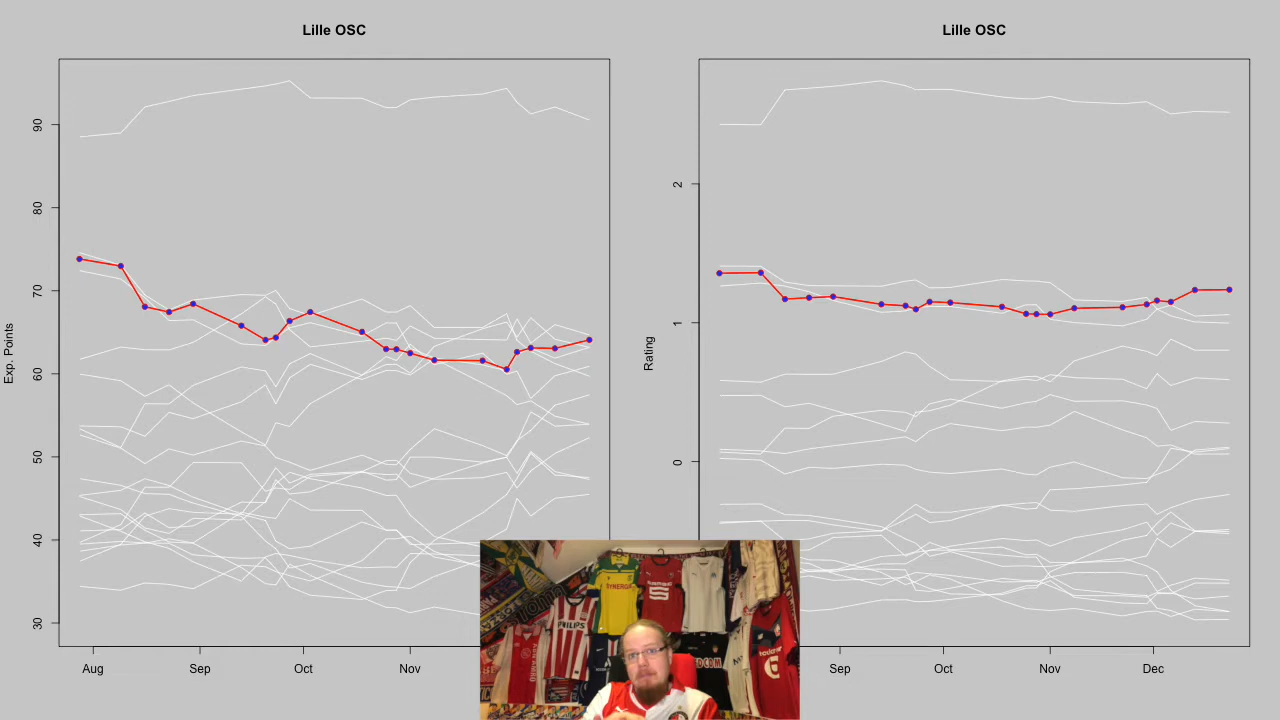 Lille OSC
Exp. Points
90
80
70
60
50
40
30
Aug
Sep
Oct
Nov
Lille OSC
Rating
2
1
0
Sep
Oct
Nov
Dec
SYNERGIE
PHILIPS